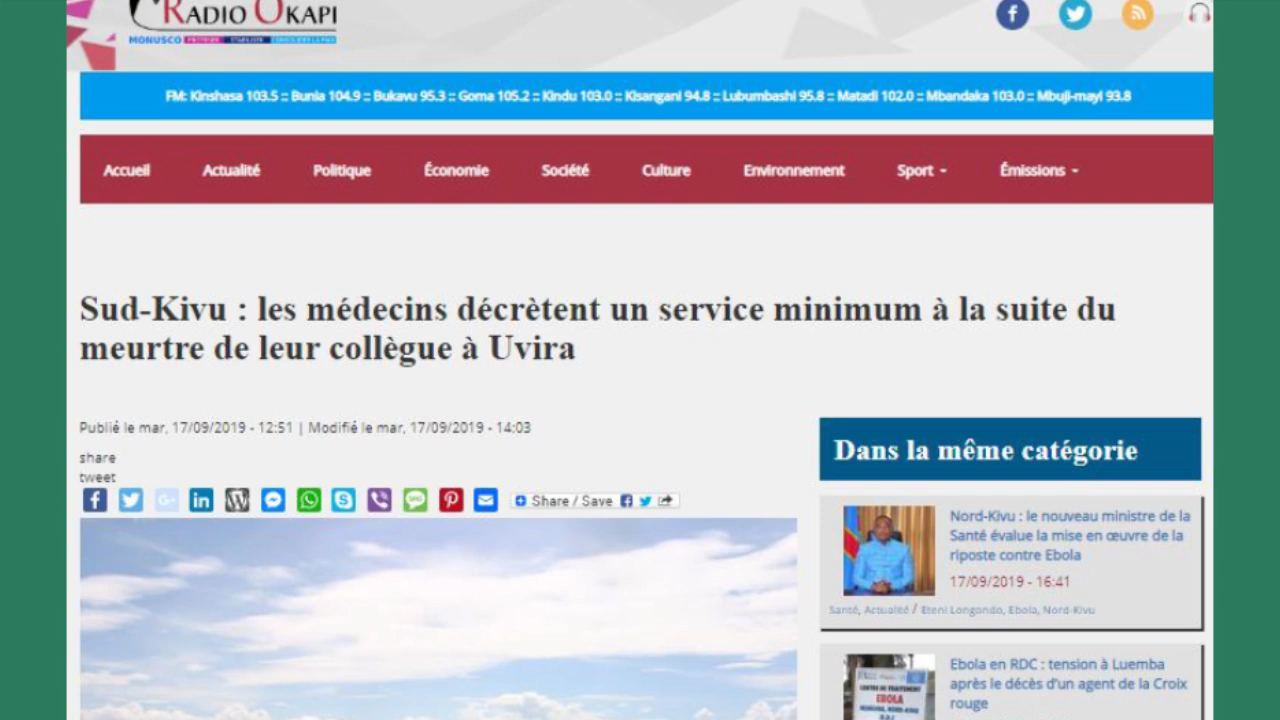 RADIO OKAPI
MONUSCO
FM: Kinshasa 103.5 :: Bunia 104.9 :: Bukavu 95.3 :: Goma 105.2 :: Kindu 103.0 :: Kisangani 94.8 :: Lubumbashi 95.8 :: Matadi 102.0 :: Mbandaka 103.0 :: Mbuji-mayi 93.8
Accueil Actualité Politique Économie Société Culture Environnement Sport Émissions
Sud-Kivu : les médecins décrètent un service minimum à la suite du
meurtre de leur collègue à Uvira
Publié le mar, 17/09/2019 - 12:51 | Modifié le mar, 17/09/2019 - 14:03
share
tweet
Share / Save
Dans la même catégorie
Nord-Kivu : le nouveau ministre de la
Santé évalue la mise en œuvre de la
riposte contre Ebola
17/09/2019 - 16:41
Santé, Actualité / Eteni Longondo, Ebola, Nord-Kivu
Ebola en RDC : tension à Luemba
après le décès d'un agent de la Croix
rouge
CENTRE DE TRAITEMENT
EBOLA